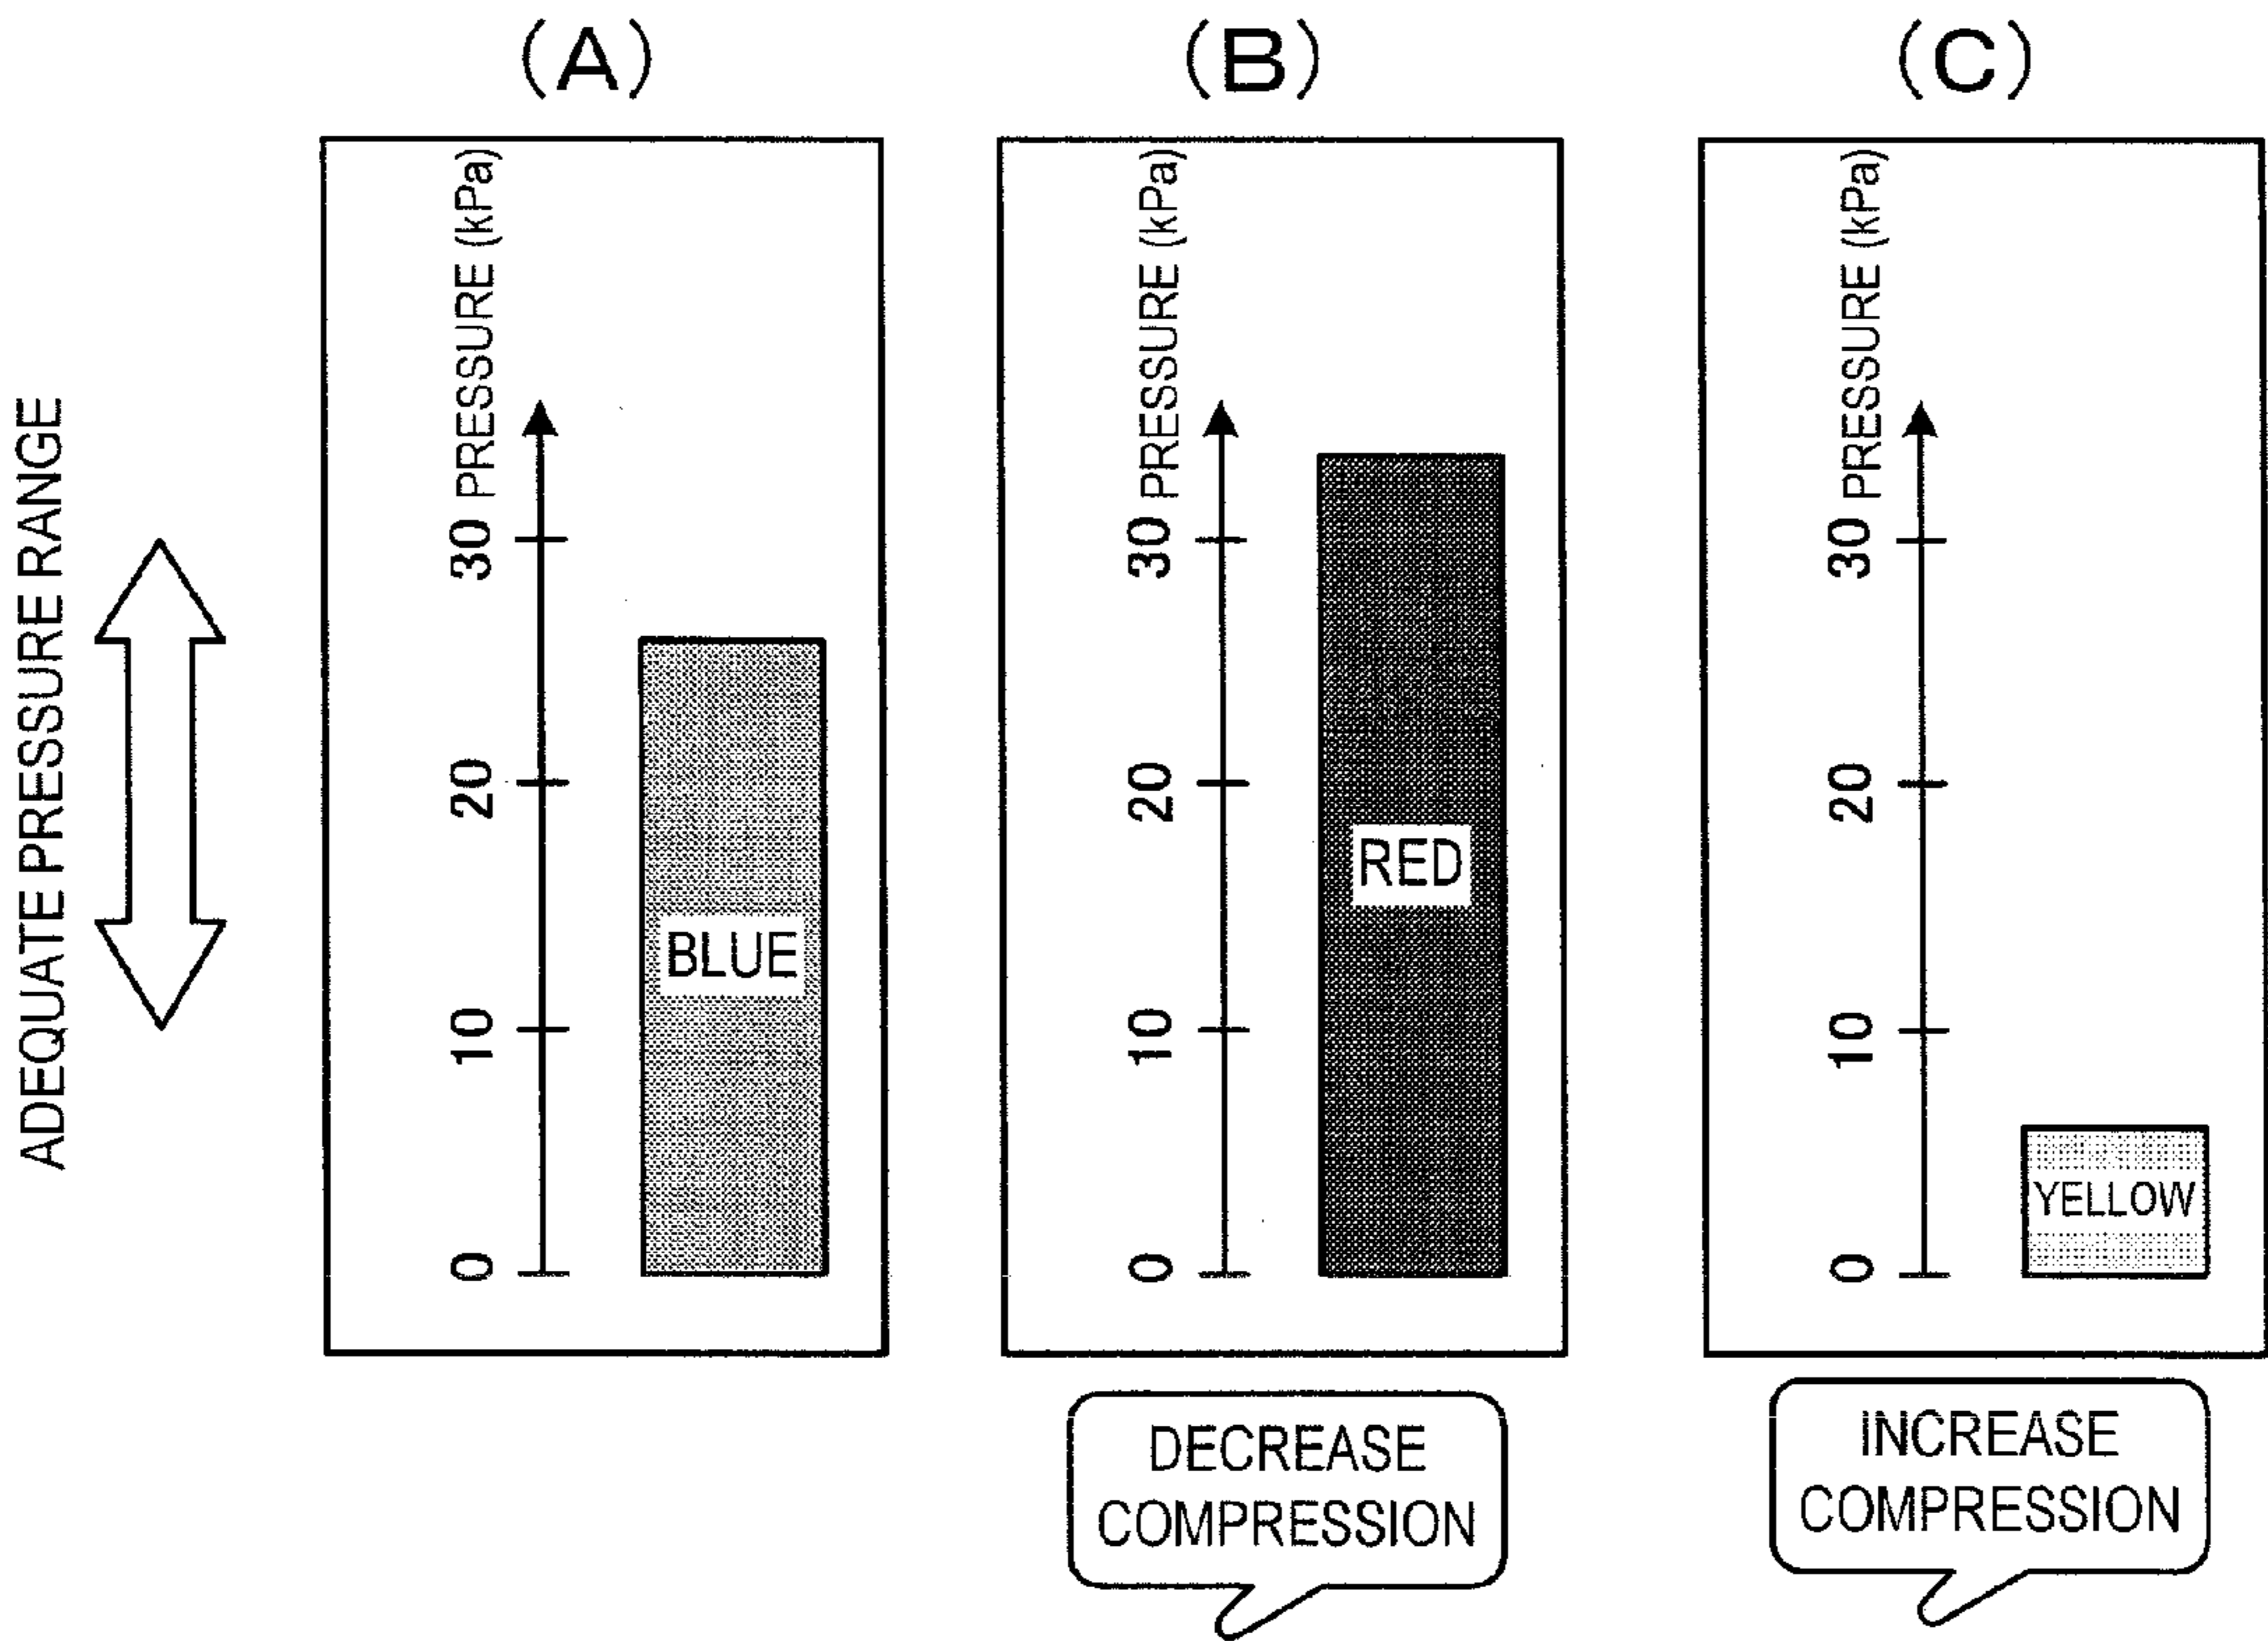 (A)
(B)
(C)
ADEQUATE PRESSURE RANGE
PRESSURE (kPa)
30
20
10
0
BLUE
PRESSURE (kPa)
30
20
10
0
RED
PRESSURE (kPa)
30
20
10
0
YELLOW
DECREASE
COMPRESSION
INCREASE
COMPRESSION